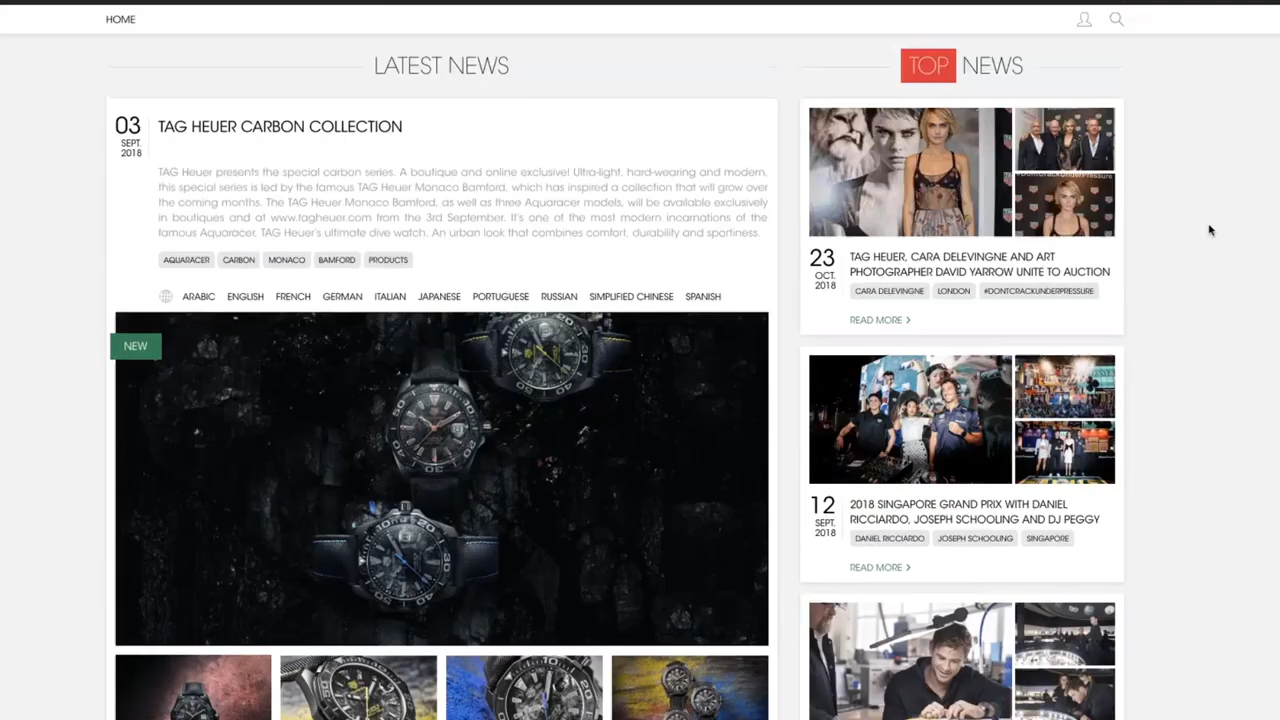 HOME
LATEST NEWS
TOP NEWS
03
SEPT.
2018
TAG HEUER CARBON COLLECTION
TAG Heuer presents the special carbon series. A boutique and online exclusive! Ultra-light, hard-wearing and modern,
this special series is led by the famous TAG Heuer Monaco Bamford, which has inspired a collection that will grow over
the coming months. The TAG Heuer Monaco Bamford, as well as three Aquaracer models, will be available exclusively
in boutiques and at www.tagheuer.com from the 3rd September. It's one of the most modern incarnations of the
famous Aquaracer, TAG Heuer's ultimate dive watch. An urban look that combines comfort, durability and sportiness.
AQUARACER CARBON MONACO BAMFORD PRODUCTS
ARABIC ENGLISH FRENCH GERMAN ITALIAN JAPANESE PORTUGUESE RUSSIAN SIMPLIFIED CHINESE SPANISH
NEW
23
OCT.
2018
TAG HEUER, CARA DELEVINGNE AND ART
PHOTOGRAPHER DAVID YARROW UNITE TO AUCTION
CARA DELEVINGNE LONDON #DONTCRACKUNDERPRESSURE
READ MORE >
12
SEPT.
2018
2018 SINGAPORE GRAND PRIX WITH DANIEL
RICCIARDO, JOSEPH SCHOOLING AND DJ PEGGY
DANIEL RICCIARDO JOSEPH SCHOOLING SINGAPORE
READ MORE >